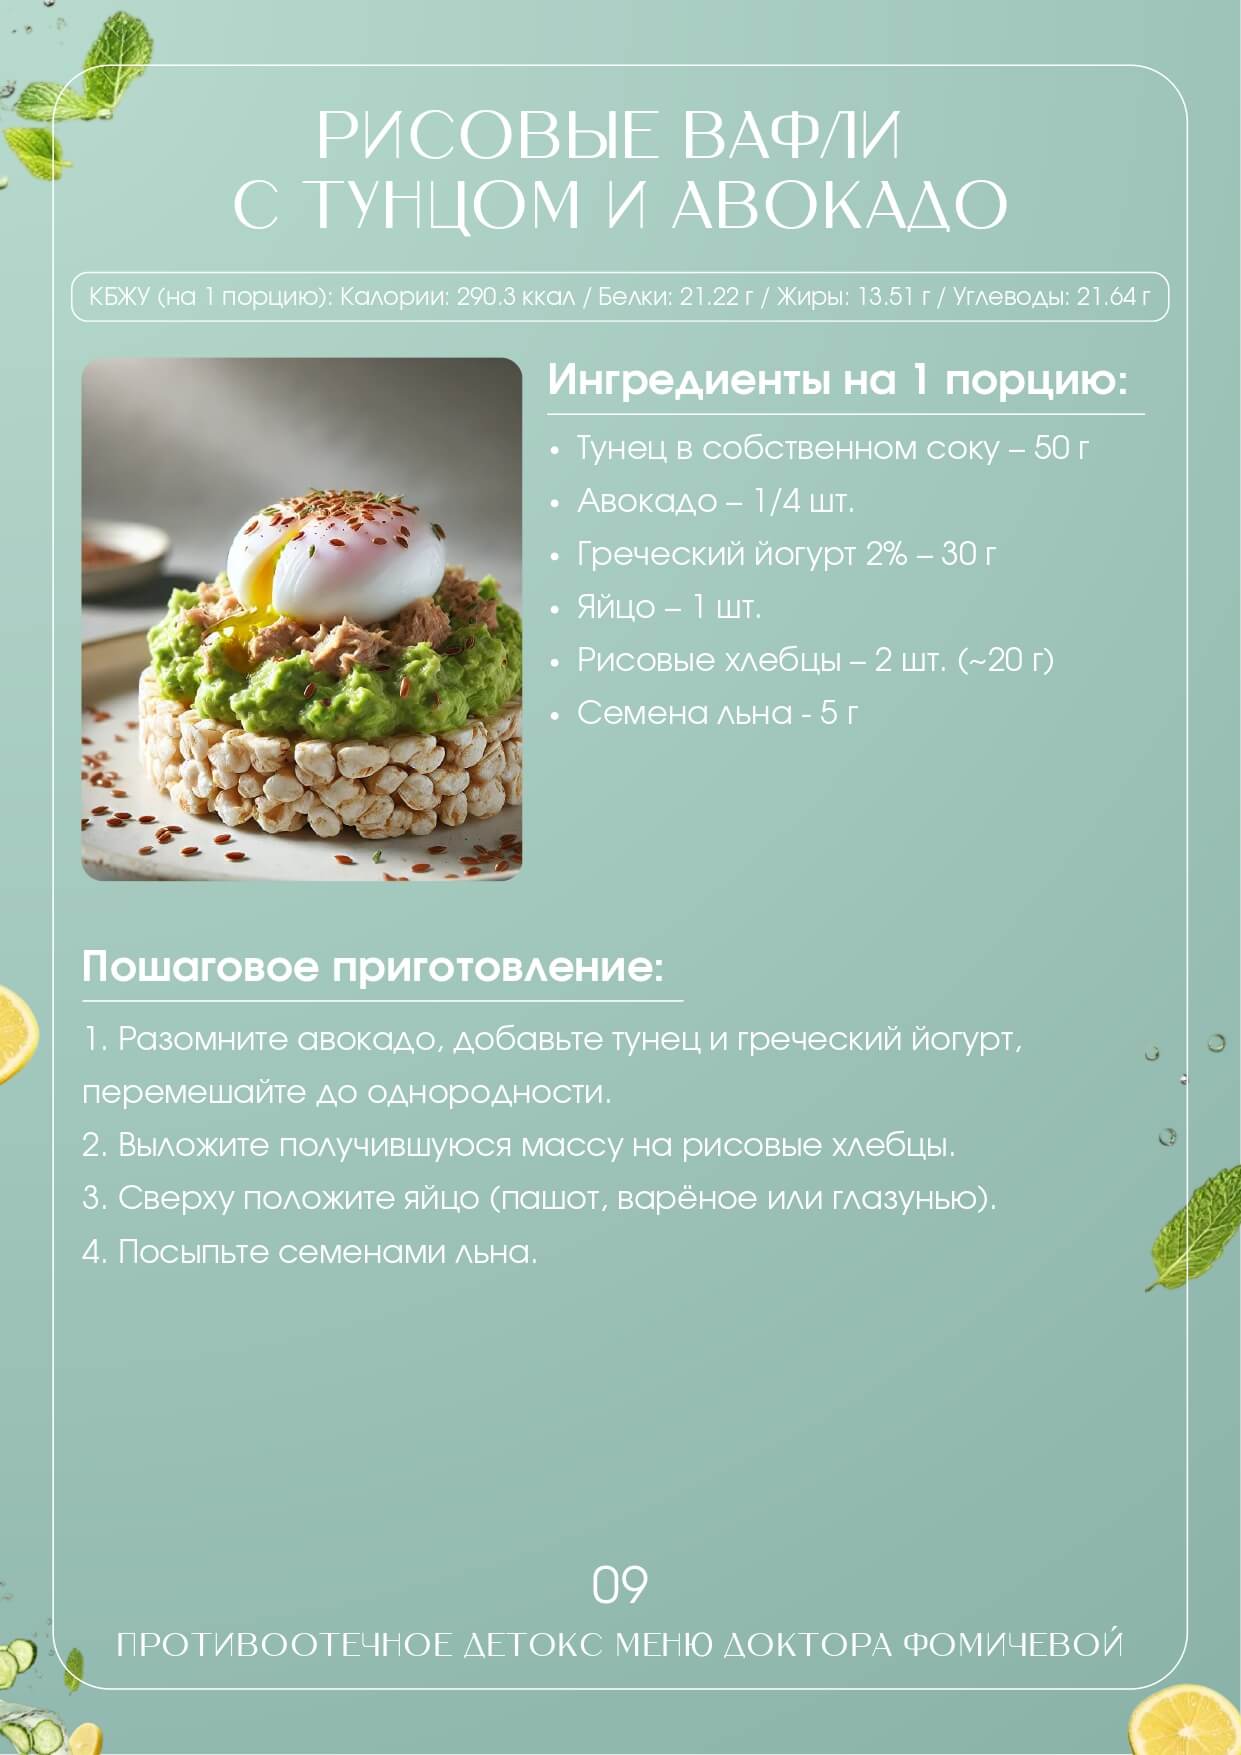 РИСОВЫЕ ВАФЛИ
С ТУНЦОМ И АВОКАДО
КБЖУ (на 1 порцию): Калории: 290.3 ккал / Белки: 21.22 г / Жиры: 13.51 г / Углеводы: 21.64 г
Ингредиенты на 1 порцию:
• Тунец в собственном соку – 50 г
• Авокадо – 1/4 шт.
• Греческий йогурт 2% – 30 г
• Яйцо – 1 шт.
• Рисовые хлебцы – 2 шт. (~20 г)
• Семена льна - 5 г
Пошаговое приготовление:
1. Разомните авокадо, добавьте тунец и греческий йогурт,
перемешайте до однородности.
2. Выложите получившуюся массу на рисовые хлебцы.
3. Сверху положите яйцо (пашот, варёное или глазунью).
4. Посыпьте семенами льна.
09
ПРОТИВООТЕЧНОЕ ДЕТОКС МЕНЮ ДОКТОРА ФОМИЧЕВОЙ